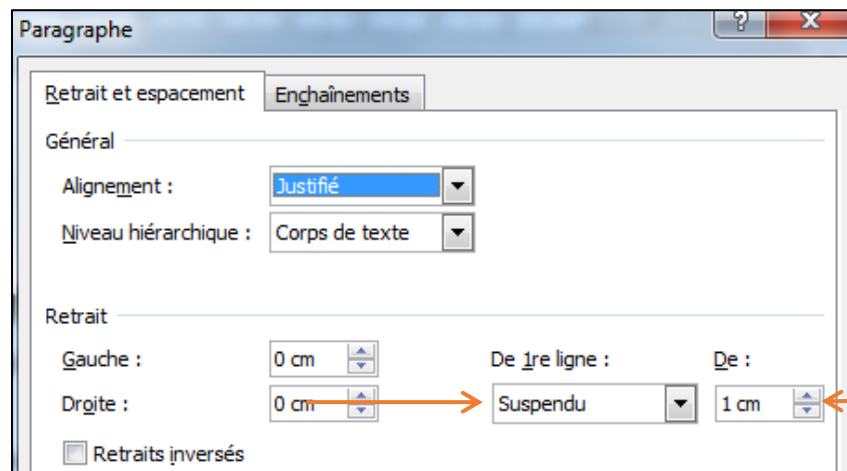 Paragraphe
Retrait et espacement Enchaînements
Général
Alignement : Justifié
Niveau hiérarchique : Corps de texte
Retrait
Gauche : 0 cm De 1re ligne : De :
Droite : 0 cm Suspendu 1 cm
Retraits inversés